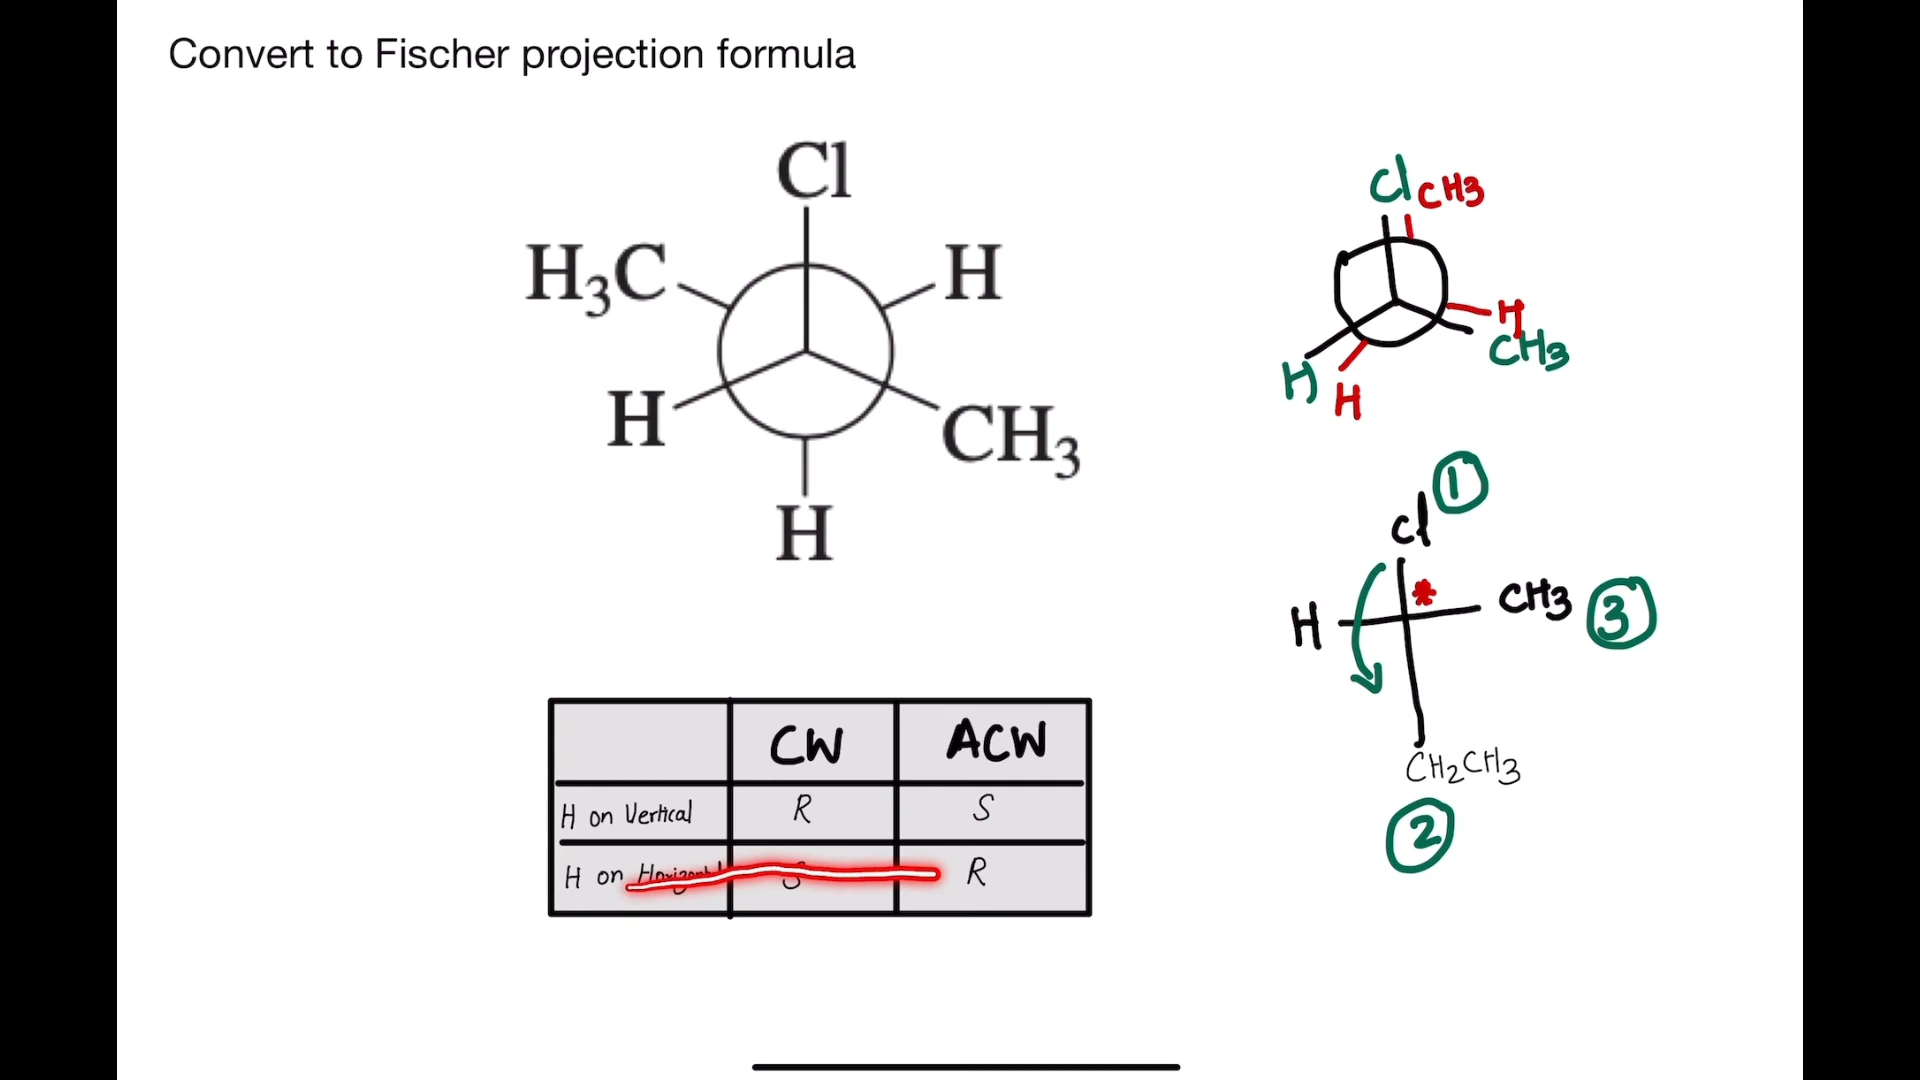 Convert to Fischer projection formula
Cl
H₃C
H
H
CH₃
H
Cl CH3
H
CH3
H
H
1
Cl
*
H
CH3
3
CH2CH3
2
CW ACW
H on Vertical R S
H on Horizontal S R